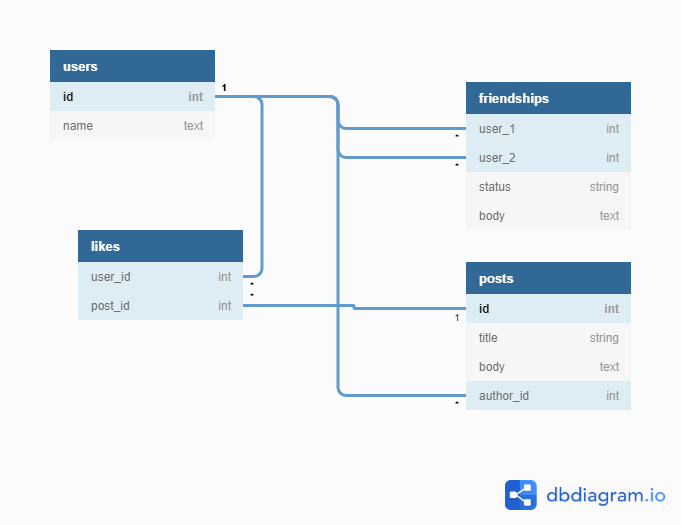 users
id int
name text
1
*
*
friendships
user_1 int
user_2 int
status string
body text
likes
user_id int
post_id int
*
*
posts
id int
title string
body text
author_id int
1
*
dbdiagram.io